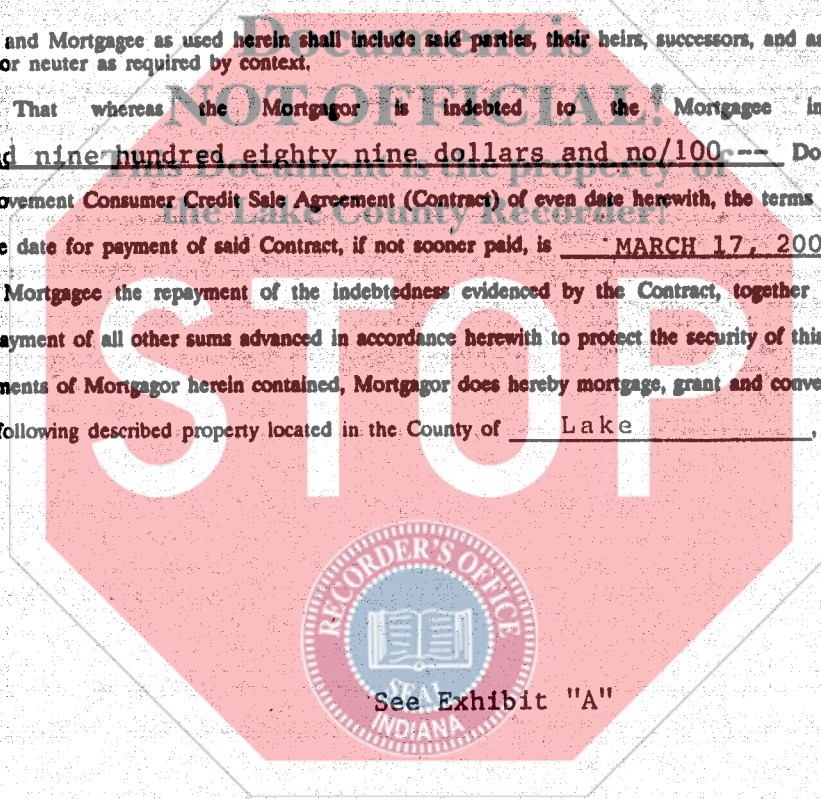 Document is
and Mortgagee as used herein shall include said parties, their heirs, successors, and as
or neuter as required by context.
NOT OFFICIAL!
That whereas the Mortgagor is indebted to the Mortgagee in
d nine hundred eighty nine dollars and no/100 -- Do
This Document is the property of
ovement Consumer Credit Sale Agreement (Contract) of even date herewith, the terms
the Lake County Recorder!
e date for payment of said Contract, if not sooner paid, is MARCH 17, 200
Mortgagee the repayment of the indebtedness evidenced by the Contract, together
ayment of all other sums advanced in accordance herewith to protect the security of this
ments of Mortgagor herein contained, Mortgagor does hereby mortgage, grant and conve
following described property located in the County of Lake ,
STOP
RECORDER'S OFFICE
SEAL
See Exhibit "A"
INDIANA